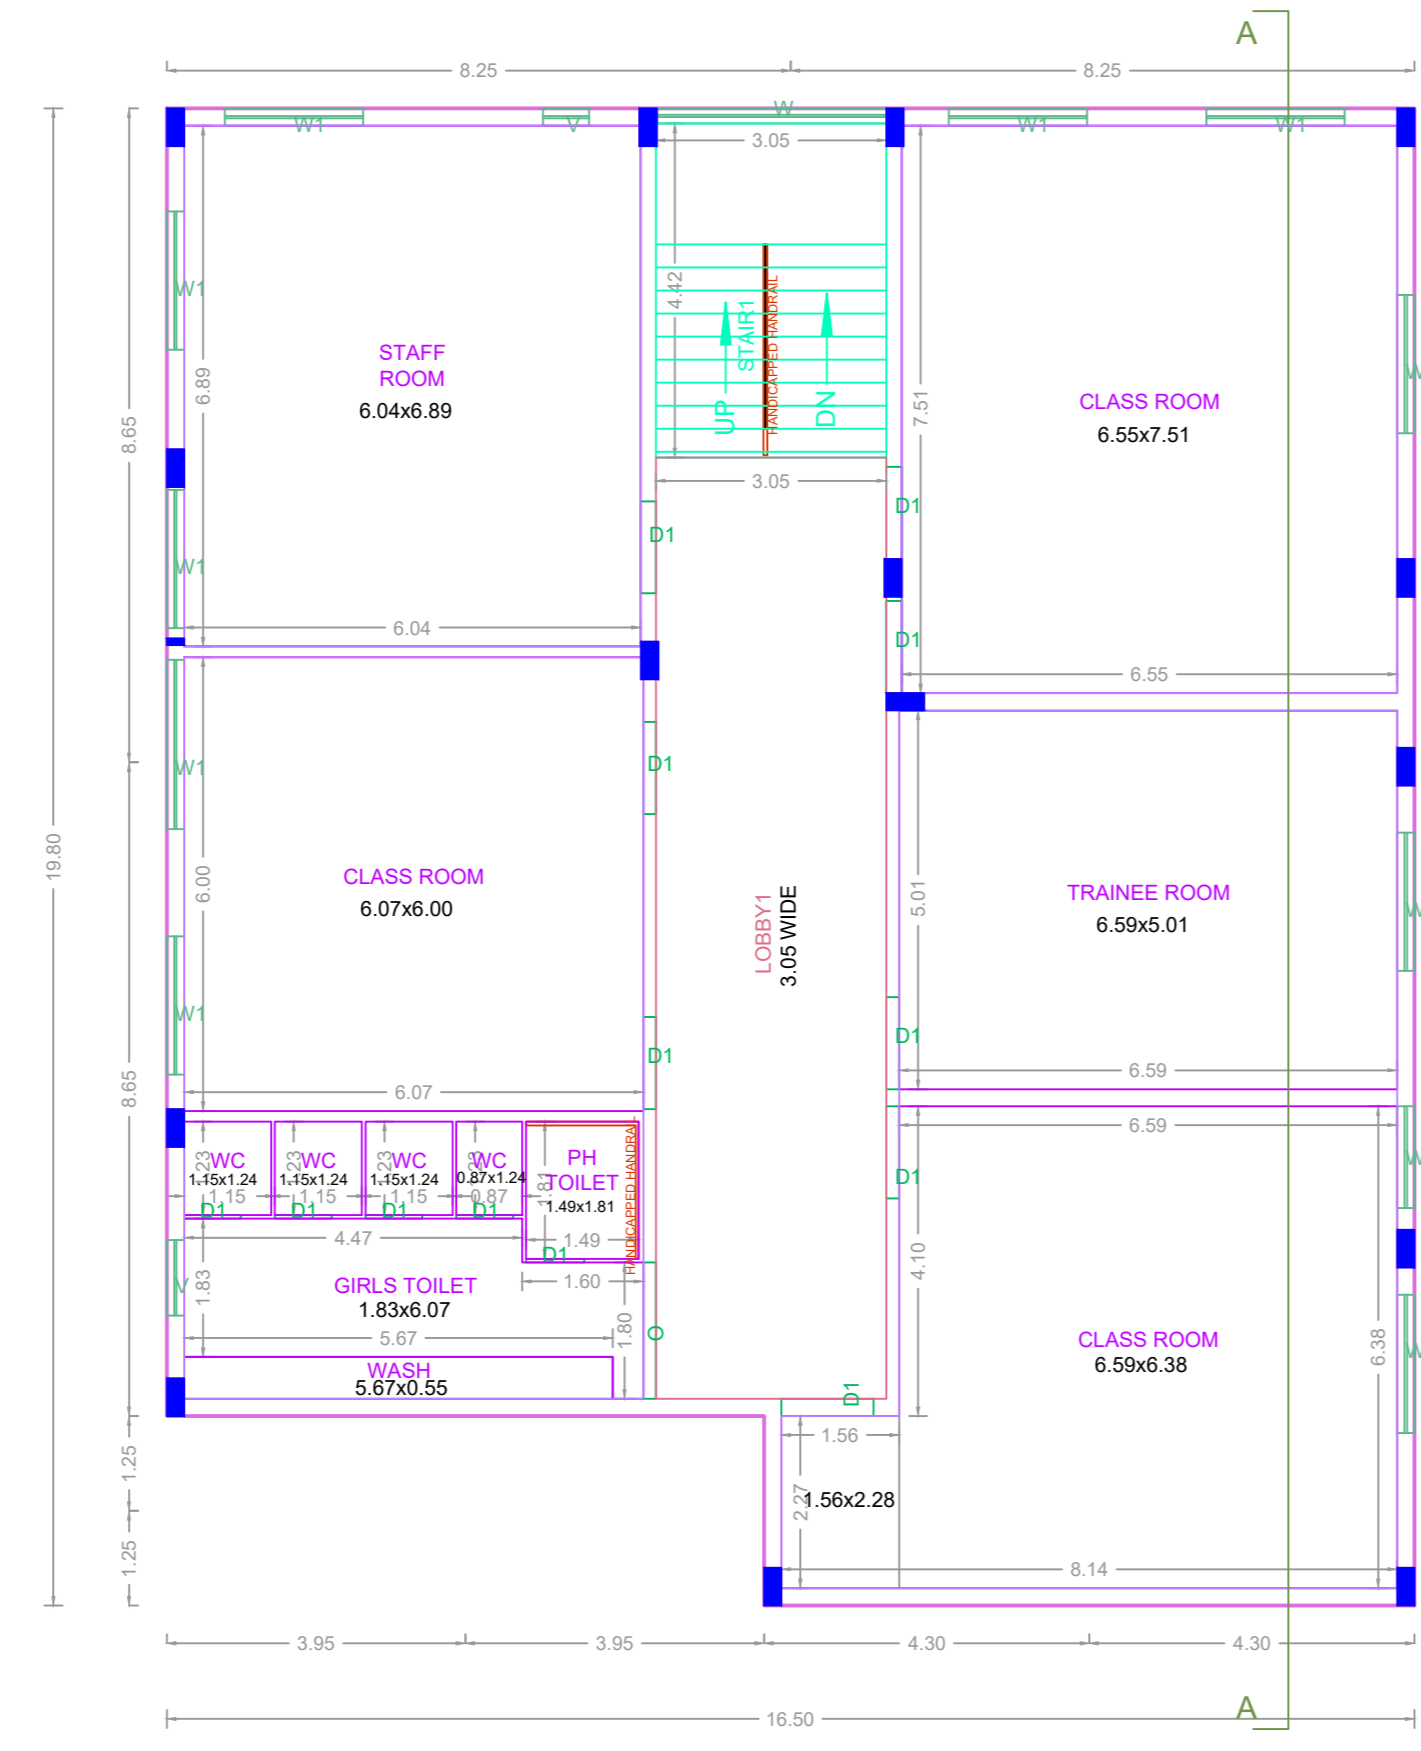 A
8.25
8.25
W1
V
W
W1
W1
3.05
W1
4.42
STAIR1
HANDICAPPED HANDRAIL
UP
DN
STAFF
ROOM
6.04x6.89
6.89
7.51
CLASS ROOM
6.55x7.51
W
8.65
3.05
D1
D1
W1
6.04
D1
6.55
W1
D1
19.80
6.00
CLASS ROOM
6.07x6.00
LOBBY1
3.05 WIDE
5.01
TRAINEE ROOM
6.59x5.01
W
W1
D1
D1
8.65
6.07
6.59
6.59
WC
1.15x1.24
1.15
D1
WC
1.15x1.24
1.15
D1
WC
1.15x1.24
1.15
D1
WC
0.87x1.24
0.87
D1
1.81
PH
TOILET
1.49x1.81
1.49
D1
HANDICAPPED HANDRAI
W
D1
4.47
1.83
V
GIRLS TOILET
1.83x6.07
1.60
1.80
O
4.10
5.67
WASH
5.67x0.55
CLASS ROOM
6.59x6.38
6.38
W
D1
1.56
1.25
2.27
1.56x2.28
1.25
8.14
3.95
3.95
4.30
4.30
A
16.50